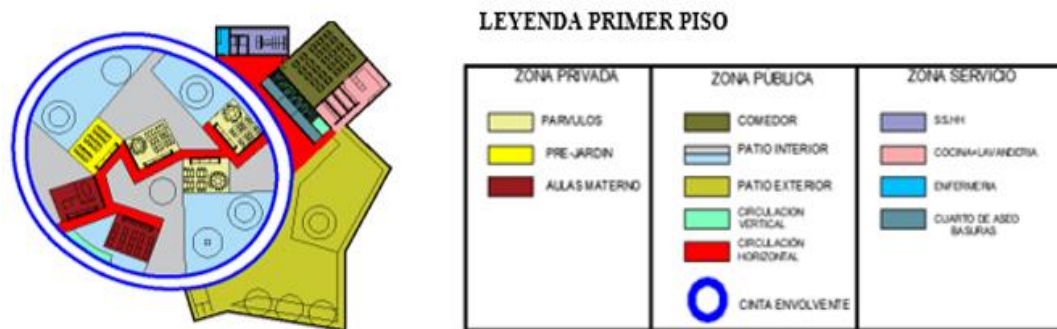 LEYENDA PRIMER PISO
ZONA PRIVADA
PARVULOS
PRE-JARDIN
AULAS MATERNO
ZONA PÚBLICA
COMEDOR
PATIO INTERIOR
PATIO EXTERIOR
CIRCULACION
VERTICAL
CIRCULACIÓN
HORIZONTAL
CINTA ENVOLVENTE
ZONA SERVICIO
SS.HH
COCINA+LAVANDERIA
ENFERMERIA
CUARTO DE ASEO
BASURAS